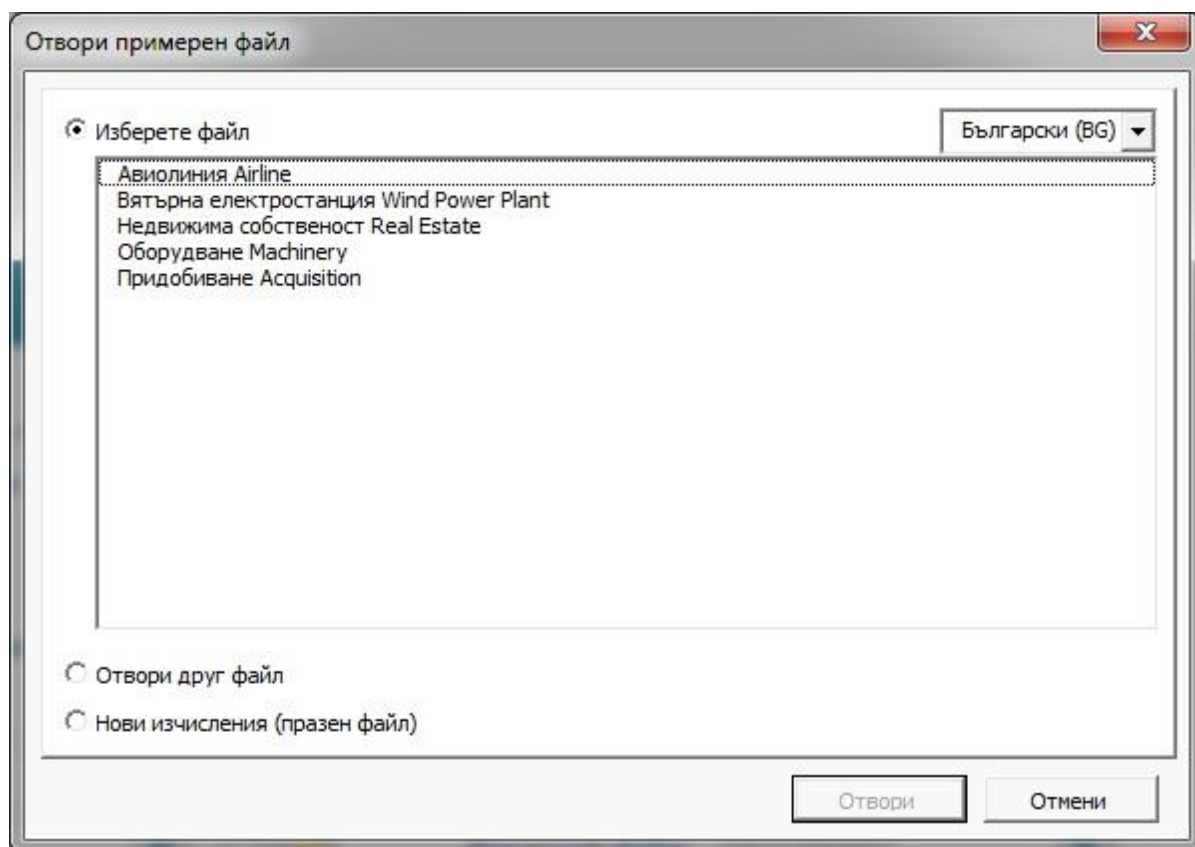 Отвори примерен файл
Изберете файл
Български (BG)
Авиолиния Airline
Вятърна електростанция Wind Power Plant
Недвижима собственост Real Estate
Оборудване Machinery
Придобиване Acquisition
Отвори друг файл
Нови изчисления (празен файл)
Отвори
Отмени